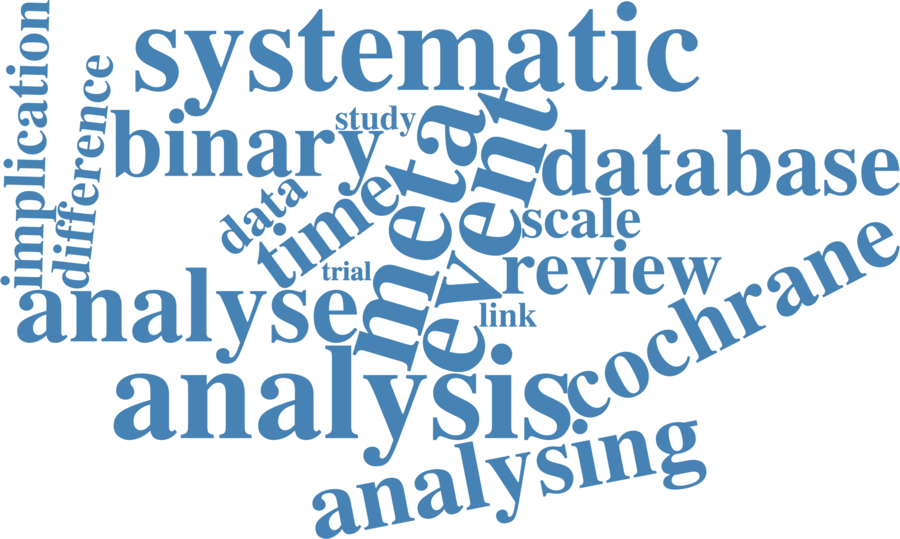 systematic
implication
difference
binary
study
meta
event
database
data
time
scale
trial
review
analyse
link
cochrane
analysis
analysing